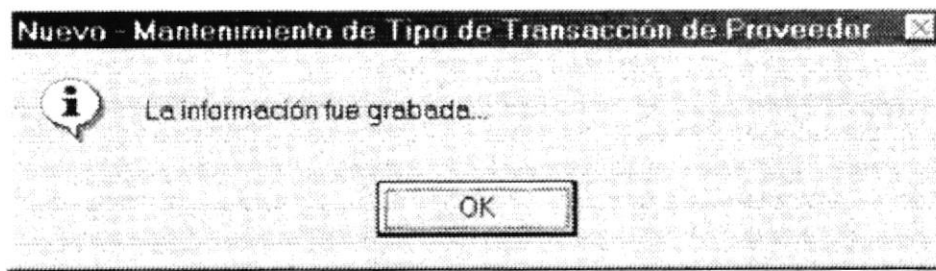 Nuevo - Mantenimiento de Tipo de Transacción de Proveedor
La información fue grabada...
OK